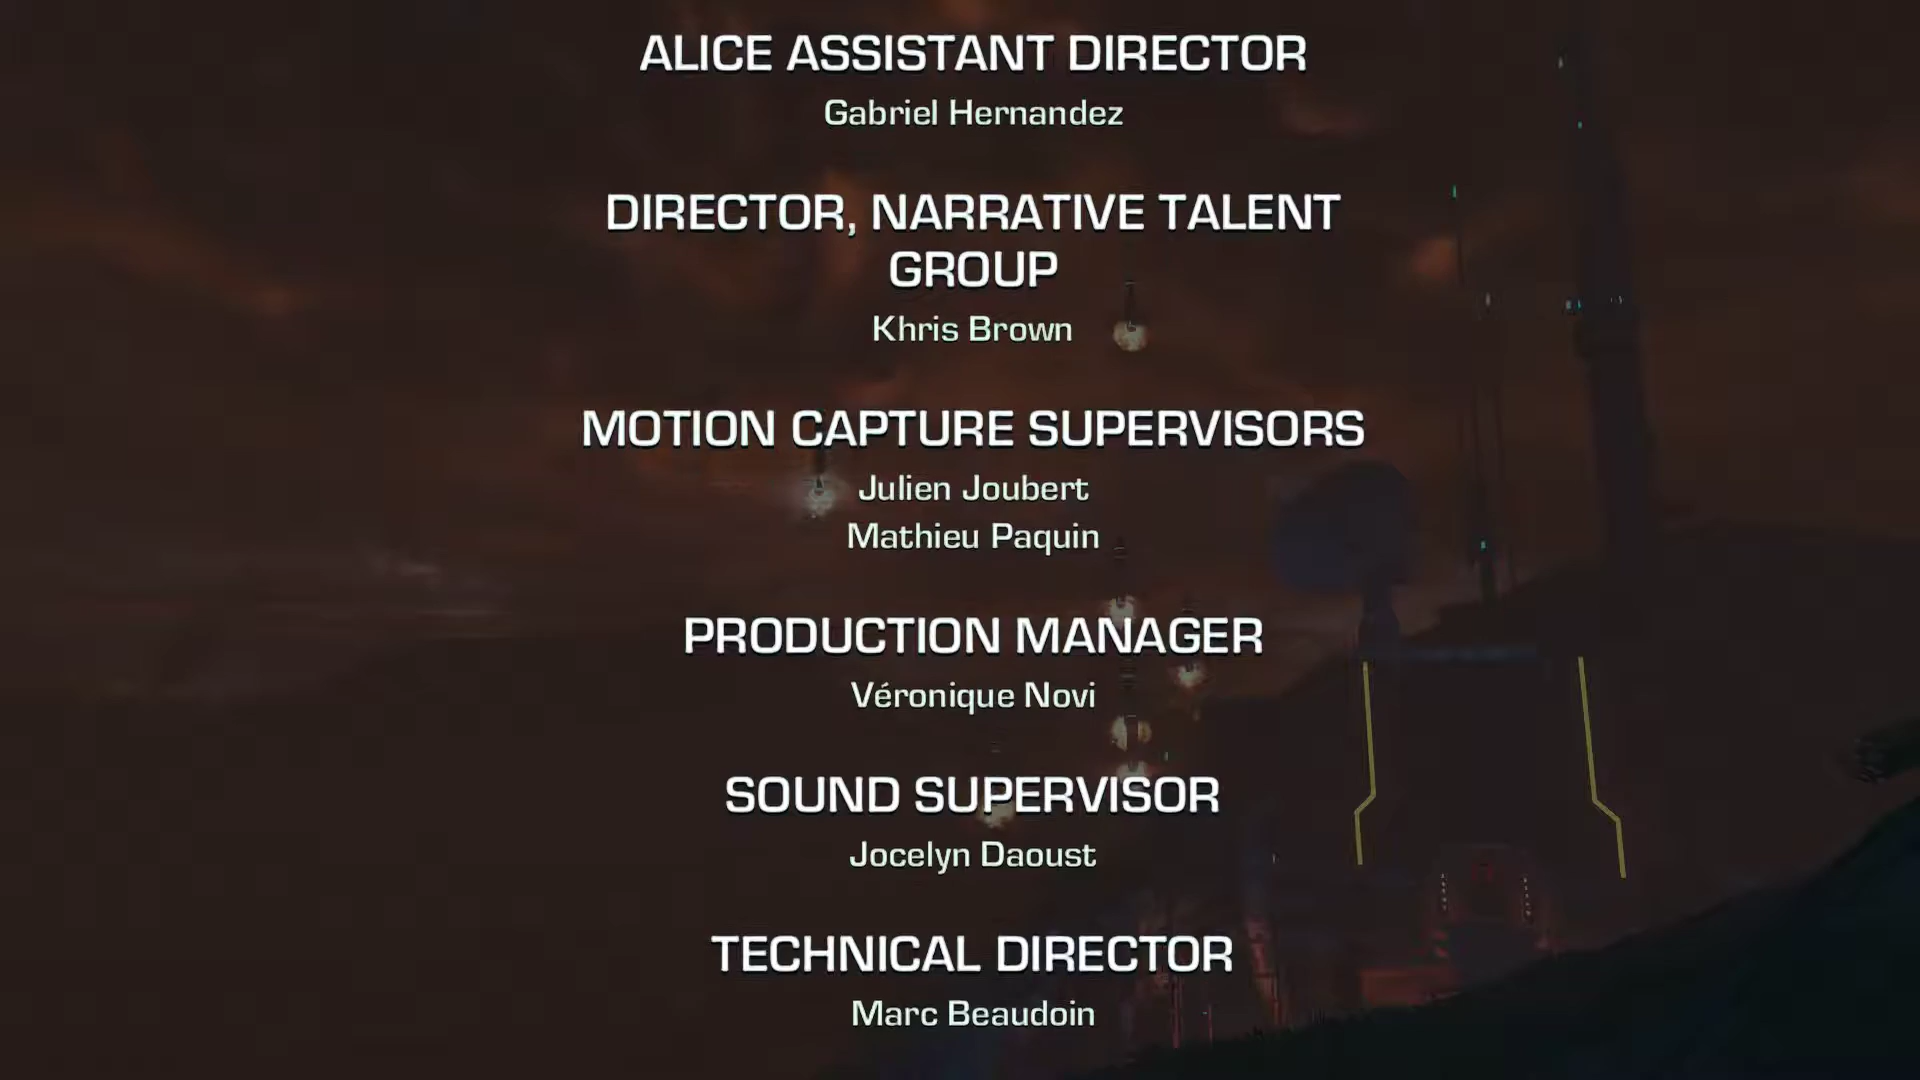 ALICE ASSISTANT DIRECTOR
Gabriel Hernandez
DIRECTOR, NARRATIVE TALENT
GROUP
Khris Brown
MOTION CAPTURE SUPERVISORS
Julien Joubert
Mathieu Paquin
PRODUCTION MANAGER
Véronique Novi
SOUND SUPERVISOR
Jocelyn Daoust
TECHNICAL DIRECTOR
Marc Beaudoin